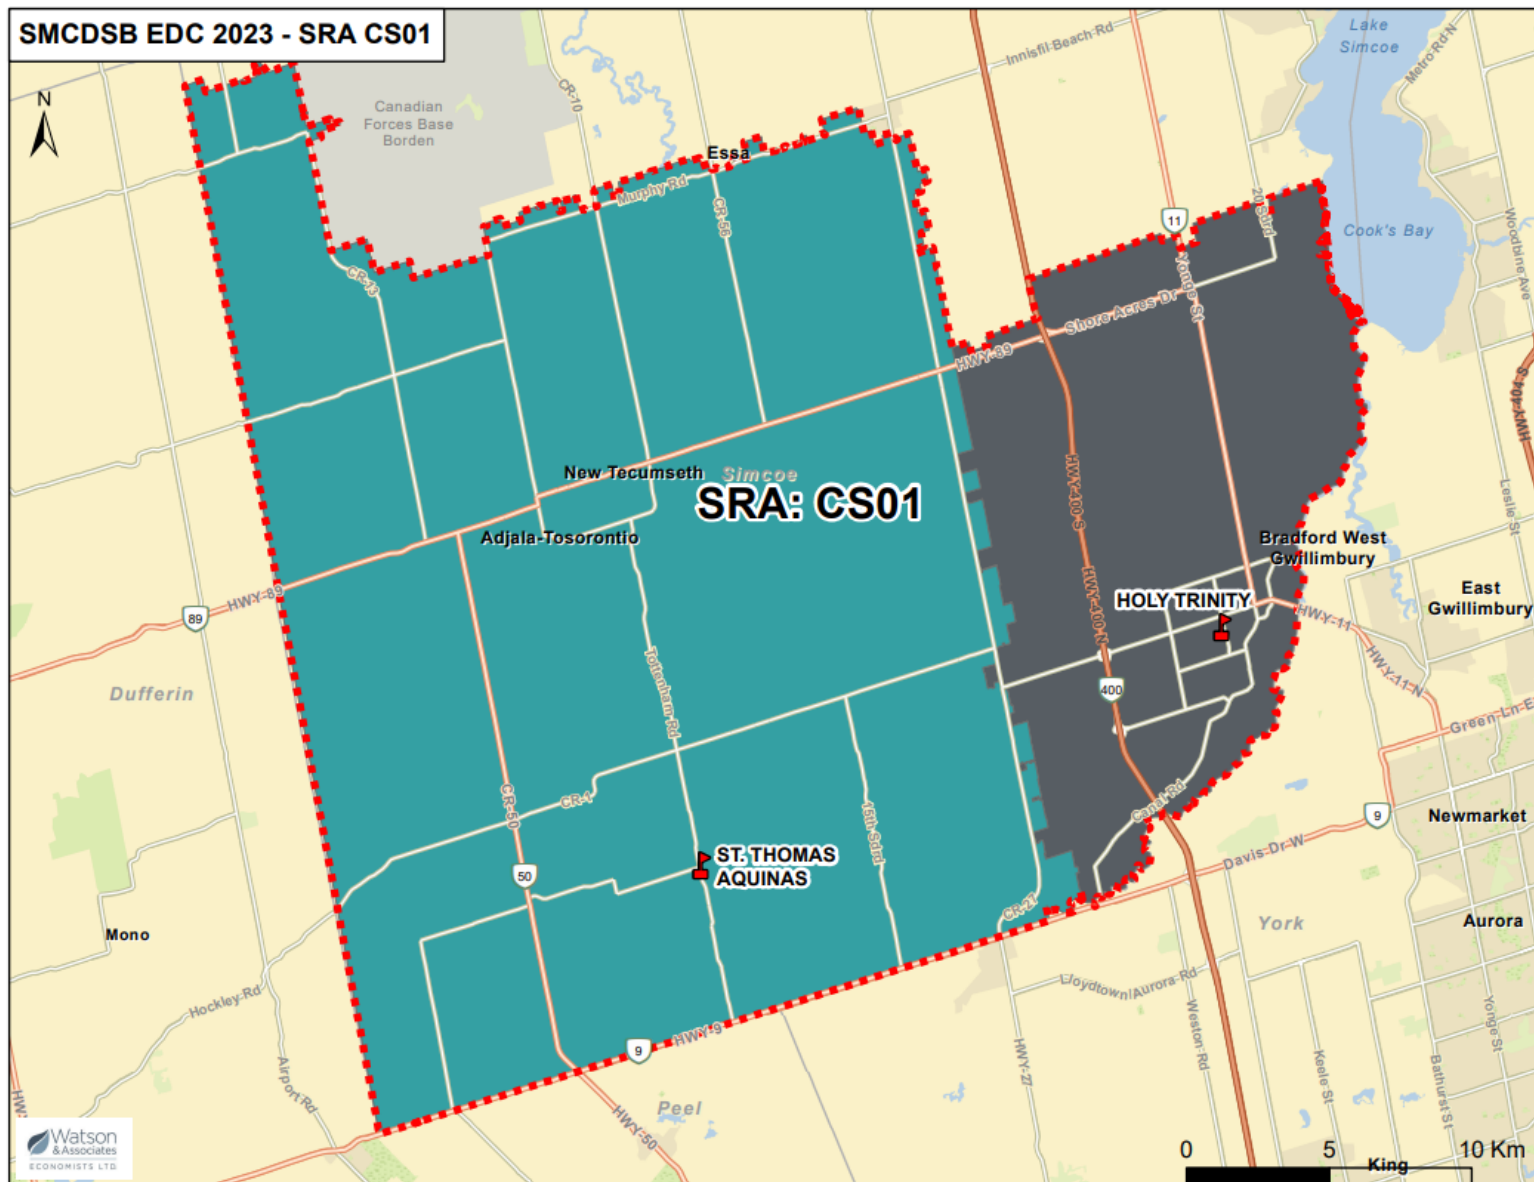 SMCDSB EDC 2023 - SRA CS01
N
Canadian
Forces Base
Borden
CR-10
Innisfil Beach Rd
Lake
Simcoe
Metro Rd N
Essa
Murphy Rd
CR-56
11
20 Sdrd
Cook's Bay
Woodbine Ave
CR-13
Yonge St
Shore Acres Dr
HWY-89
HWY-404 S
New Tecumseth
Simcoe
SRA: CS01
HWY-400 S
Leslie St
Adjala-Tosorontio
Bradford West
Gwillimbury
HWY-89
89
HOLY TRINITY
HWY-400 N
East
Gwillimbury
HWY-11
HWY-11 N
Dufferin
Tottenham Rd
400
Green Ln E
CR-1
CR-50
15th Sdrd
Canal Rd
9
Newmarket
ST. THOMAS
AQUINAS
50
Davis Dr W
CR-27
Mono
York
Aurora
Hockley Rd
Lloydtown/Aurora Rd
Weston Rd
HWY-9
9
HWY-27
Keele St
Yonge St
Bathurst St
Airport Rd
Peel
HWY-50
Watson
& Associates
ECONOMISTS LTD
0 5 10 Km
King